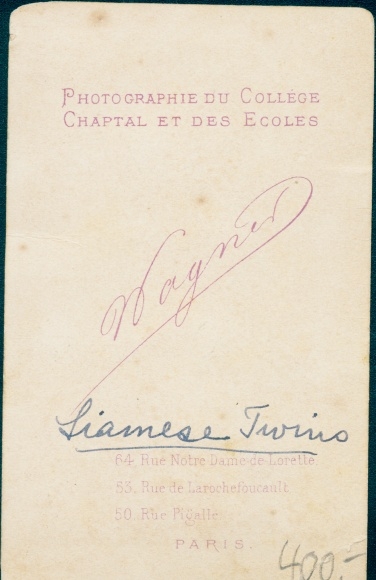 PHOTOGRAPHIE DU COLLÉGE
CHAPTAL ET DES ECOLES
Wagner
Siamese Twins
64, Rue Notre Dame de Lorette.
53, Rue de Larochefoucault
50, Rue Pigalle
PARIS.
400.-